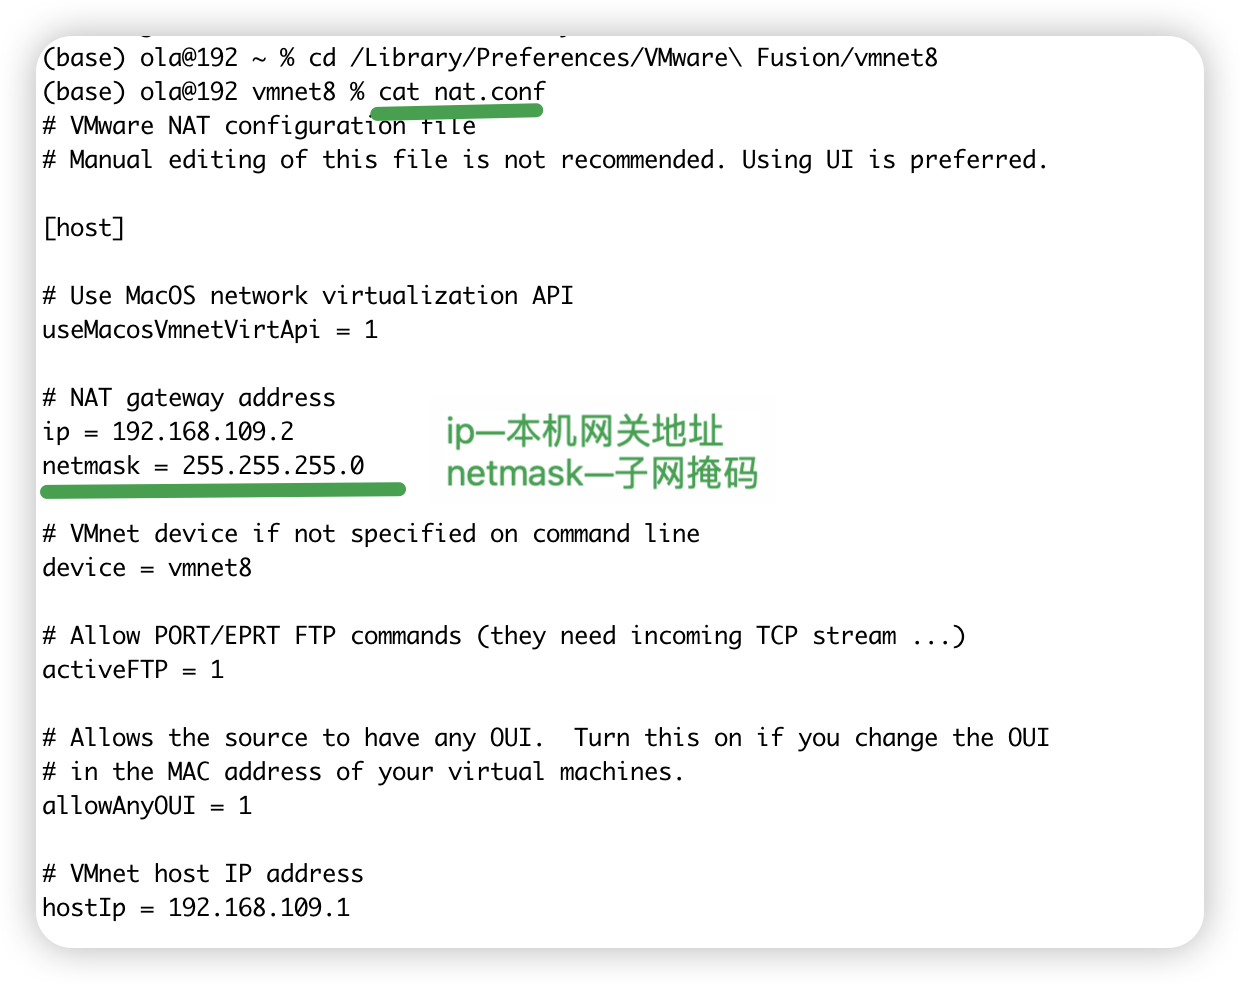 (base) ola@192 ~ % cd /Library/Preferences/VMware\ Fusion/vmnet8
(base) ola@192 vmnet8 % cat nat.conf
# VMware NAT configuration file
# Manual editing of this file is not recommended. Using UI is preferred.
[host]
# Use MacOS network virtualization API
useMacosVmnetVirtApi = 1
# NAT gateway address
ip = 192.168.109.2
netmask = 255.255.255.0
ip—本机网关地址
netmask—子网掩码
# VMnet device if not specified on command line
device = vmnet8
# Allow PORT/EPRT FTP commands (they need incoming TCP stream ...)
activeFTP = 1
# Allows the source to have any OUI.  Turn this on if you change the OUI
# in the MAC address of your virtual machines.
allowAnyOUI = 1
# VMnet host IP address
hostIp = 192.168.109.1